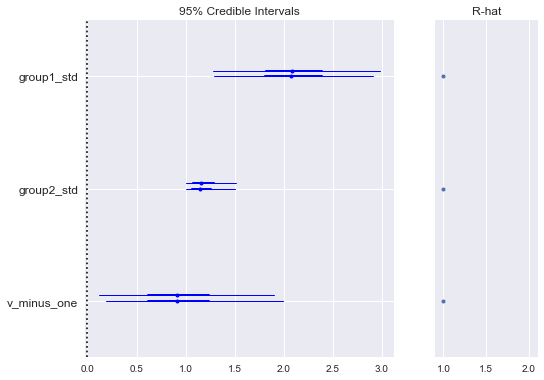 95% Credible Intervals
R-hat
group1_std
group2_std
v_minus_one
0.0 0.5 1.0 1.5 2.0 2.5 3.0
1.0 1.5 2.0